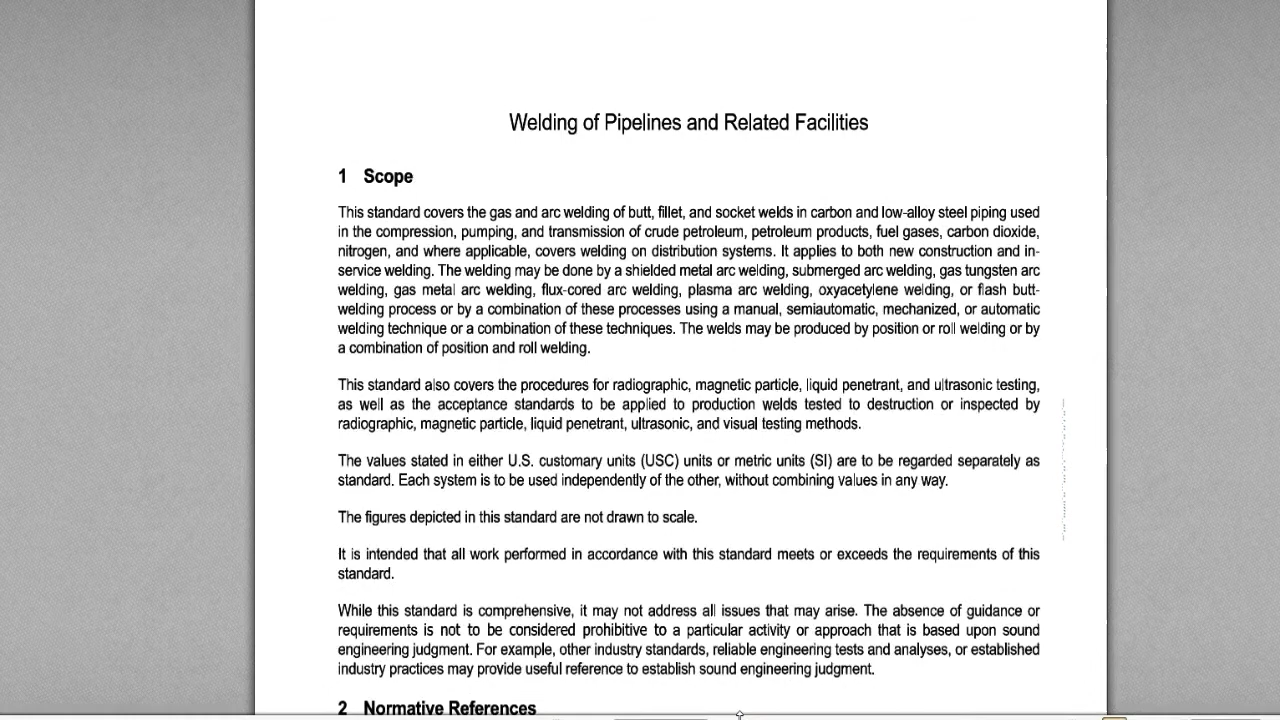 Welding of Pipelines and Related Facilities
1 Scope
This standard covers the gas and arc welding of butt, fillet, and socket welds in carbon and low-alloy steel piping used
in the compression, pumping, and transmission of crude petroleum, petroleum products, fuel gases, carbon dioxide,
nitrogen, and where applicable, covers welding on distribution systems. It applies to both new construction and in-
service welding. The welding may be done by a shielded metal arc welding, submerged arc welding, gas tungsten arc
welding, gas metal arc welding, flux-cored arc welding, plasma arc welding, oxyacetylene welding, or flash butt-
welding process or by a combination of these processes using a manual, semiautomatic, mechanized, or automatic
welding technique or a combination of these techniques. The welds may be produced by position or roll welding or by
a combination of position and roll welding.
This standard also covers the procedures for radiographic, magnetic particle, liquid penetrant, and ultrasonic testing,
as well as the acceptance standards to be applied to production welds tested to destruction or inspected by
radiographic, magnetic particle, liquid penetrant, ultrasonic, and visual testing methods.
The values stated in either U.S. customary units (USC) units or metric units (SI) are to be regarded separately as
standard. Each system is to be used independently of the other, without combining values in any way.
The figures depicted in this standard are not drawn to scale.
It is intended that all work performed in accordance with this standard meets or exceeds the requirements of this
standard.
While this standard is comprehensive, it may not address all issues that may arise. The absence of guidance or
requirements is not to be considered prohibitive to a particular activity or approach that is based upon sound
engineering judgment. For example, other industry standards, reliable engineering tests and analyses, or established
industry practices may provide useful reference to establish sound engineering judgment.
2 Normative References